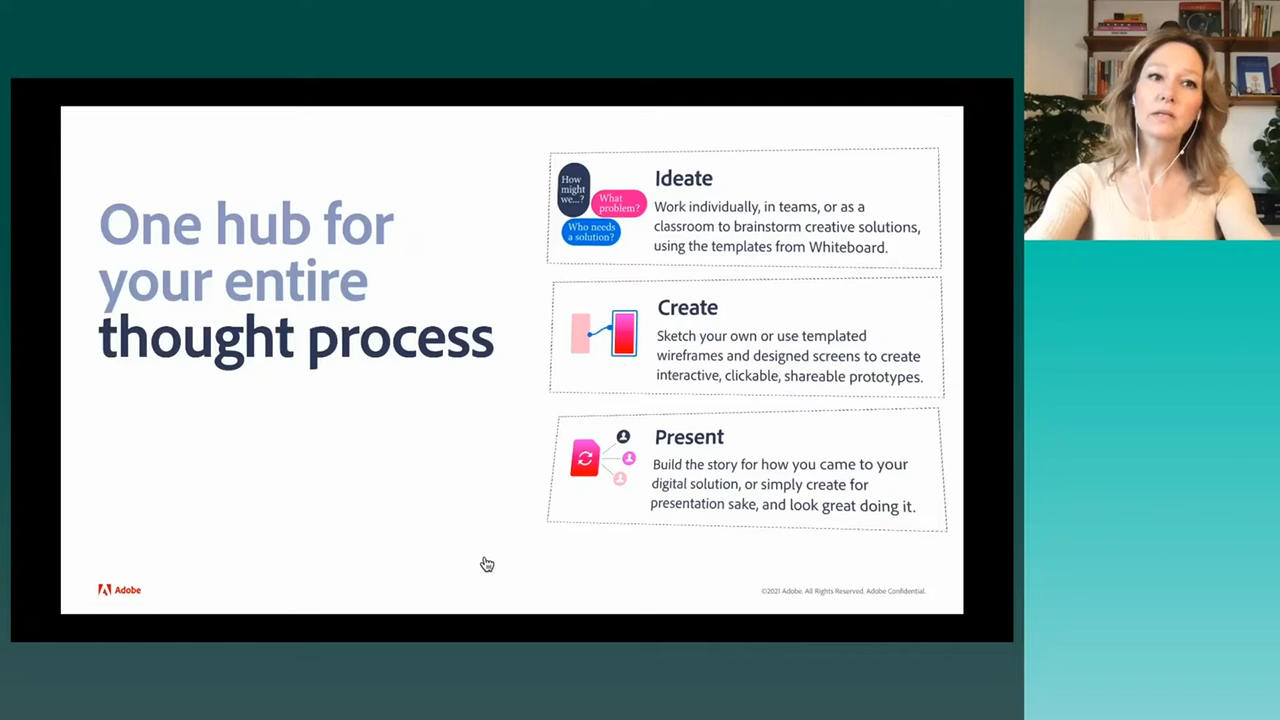 One hub for
your entire
thought process
How
might
we...?
What
problem?
Who needs
a solution?
Ideate
Work individually, in teams, or as a
classroom to brainstorm creative solutions,
using the templates from Whiteboard.
Create
Sketch your own or use templated
wireframes and designed screens to create
interactive, clickable, shareable prototypes.
Present
Build the story for how you came to your
digital solution, or simply create for
presentation sake, and look great doing it.
Adobe
©2021 Adobe. All Rights Reserved. Adobe Confidential.